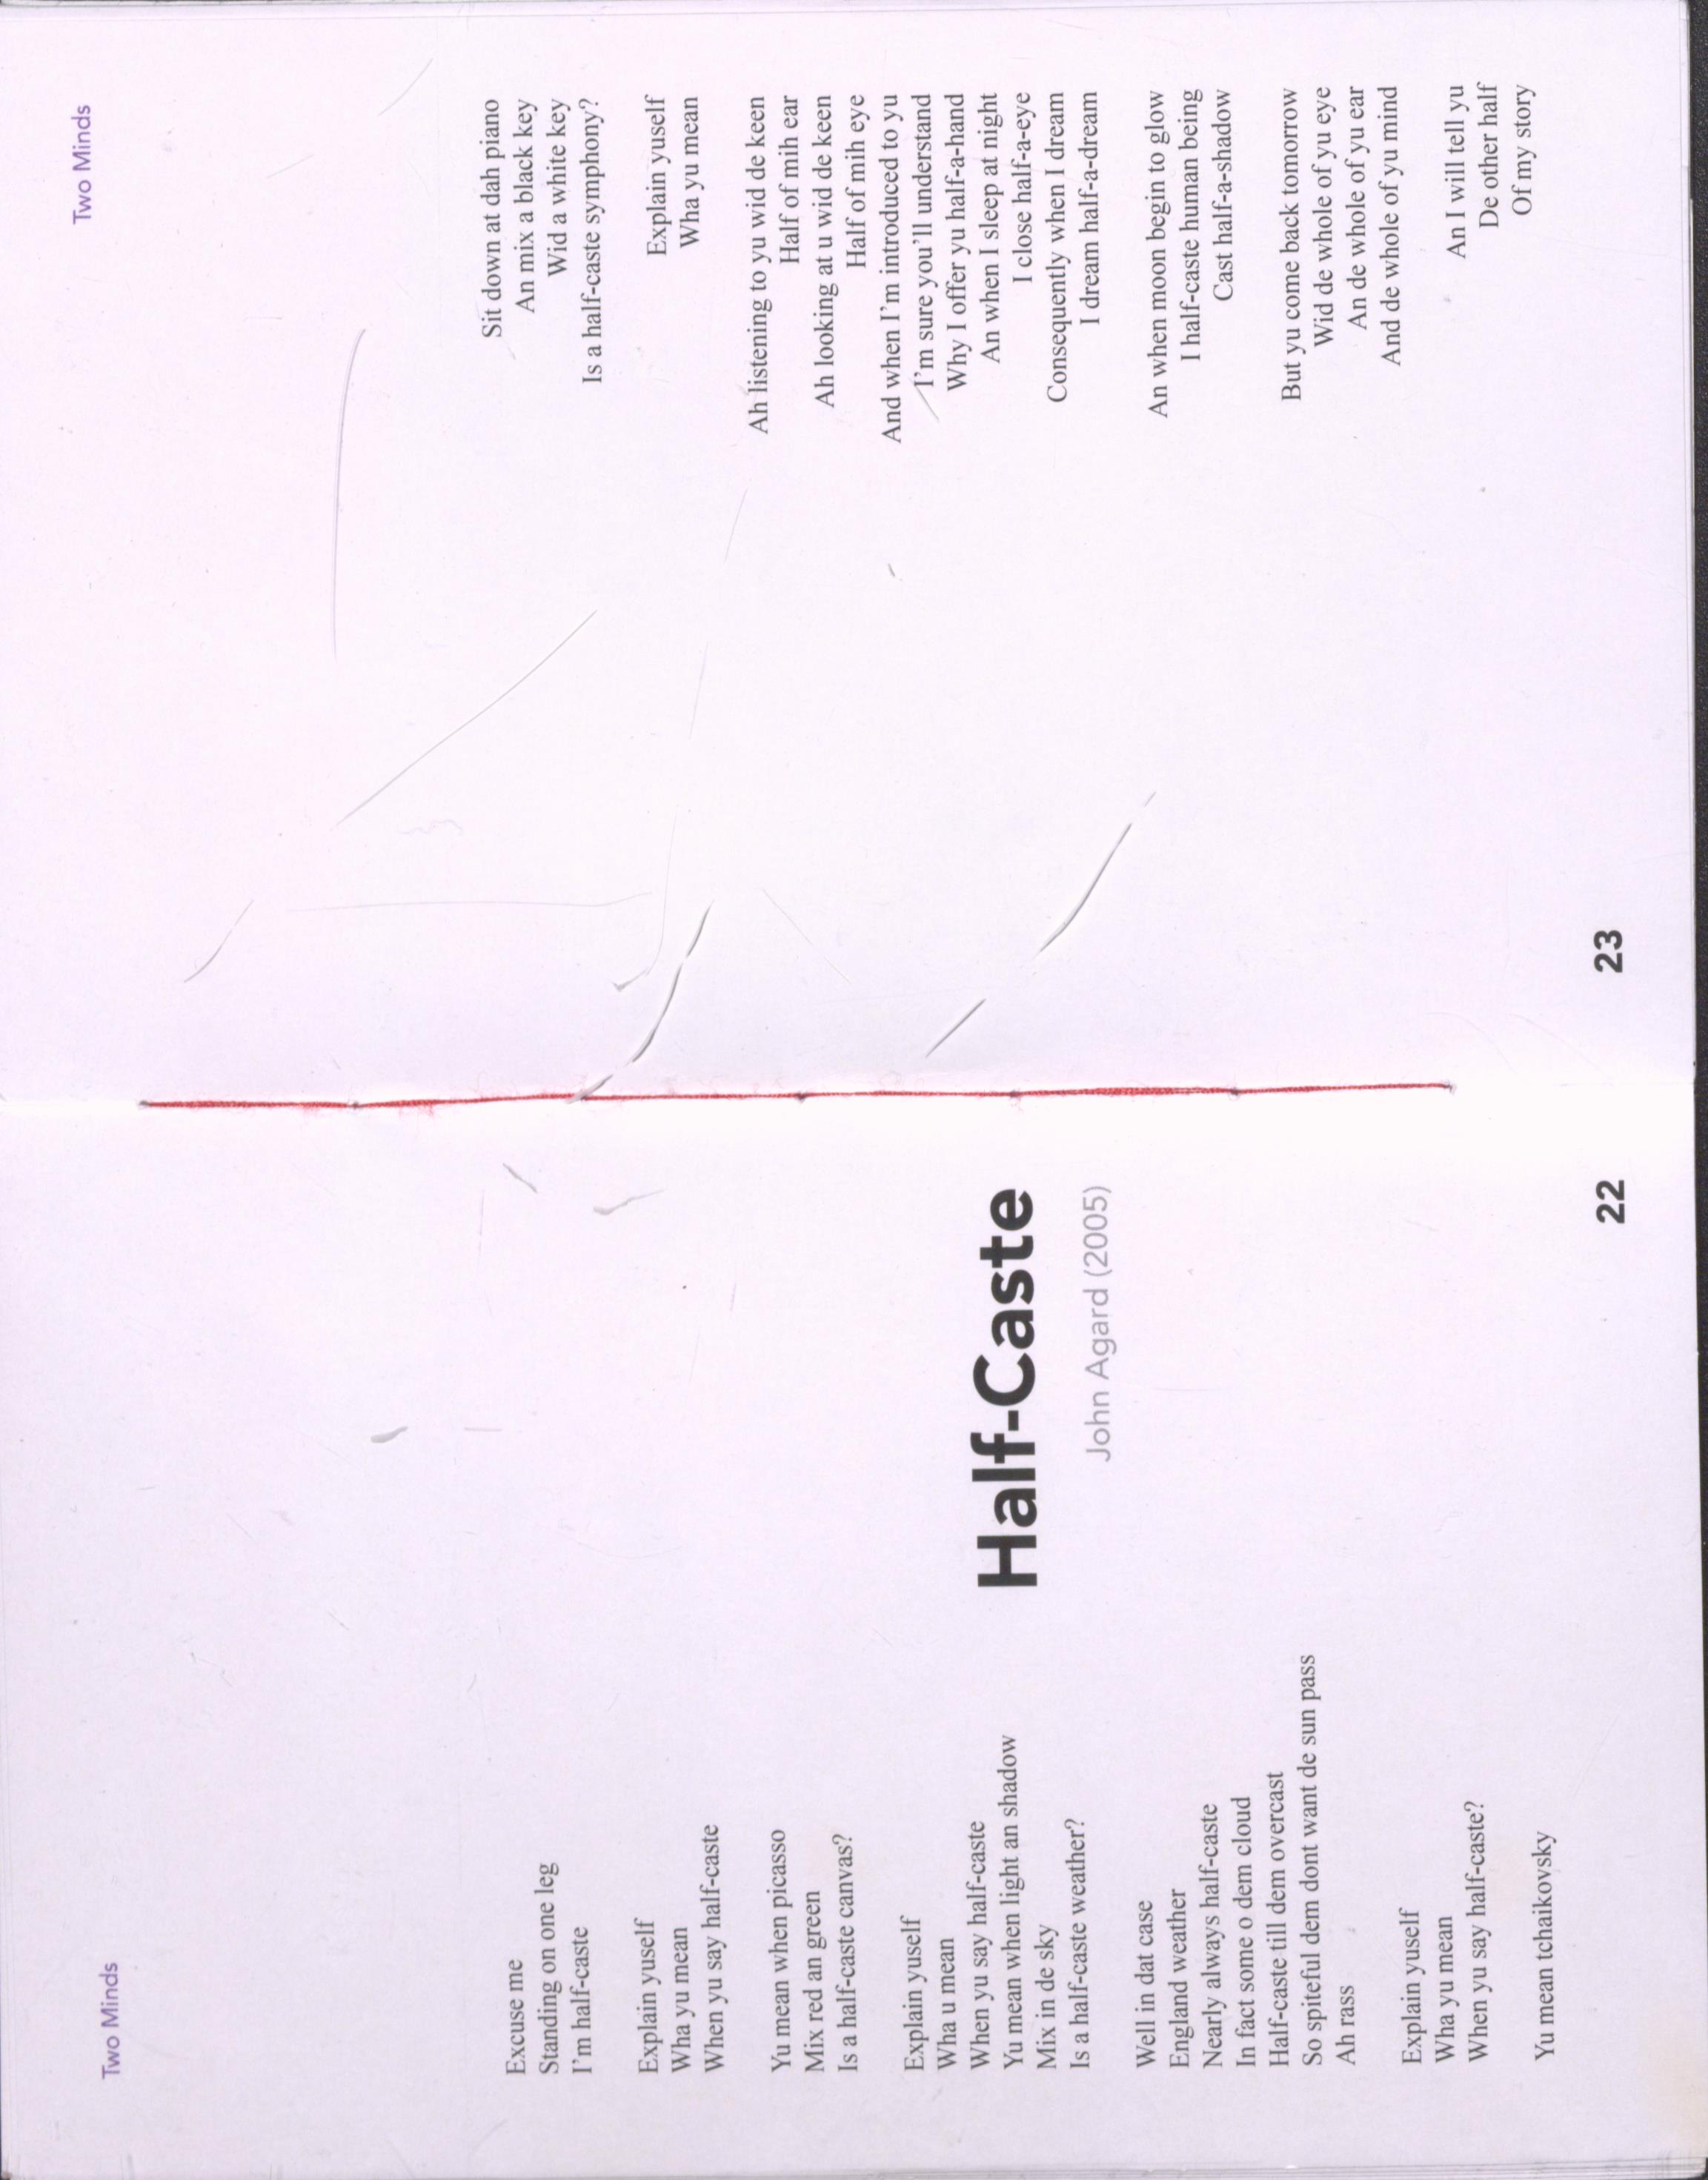 Two Minds
Excuse me
Standing on one leg
I'm half-caste
Explain yuself
Wha yu mean
When yu say half-caste
Yu mean when picasso
Mix red an green
Is a half-caste canvas?
Explain yuself
Wha u mean
When yu say half-caste
Yu mean when light an shadow
Mix in de sky
Is a half-caste weather?
Well in dat case
England weather
Nearly always half-caste
In fact some o dem cloud
Half-caste till dem overcast
So spiteful dem dont want de sun pass
Ah rass
Explain yuself
Wha yu mean
When yu say half-caste?
Yu mean tchaikovsky
Half-Caste
John Agard (2005)
22
Two Minds
Sit down at dah piano
An mix a black key
Wid a white key
Is a half-caste symphony?
Explain yuself
Wha yu mean
Ah listening to yu wid de keen
Half of mih ear
Ah looking at u wid de keen
Half of mih eye
And when I'm introduced to yu
I'm sure you'll understand
Why I offer yu half-a-hand
An when I sleep at night
I close half-a-eye
Consequently when I dream
I dream half-a-dream
An when moon begin to glow
I half-caste human being
Cast half-a-shadow
But yu come back tomorrow
Wid de whole of yu eye
An de whole of yu ear
And de whole of yu mind
An I will tell yu
De other half
Of my story
23